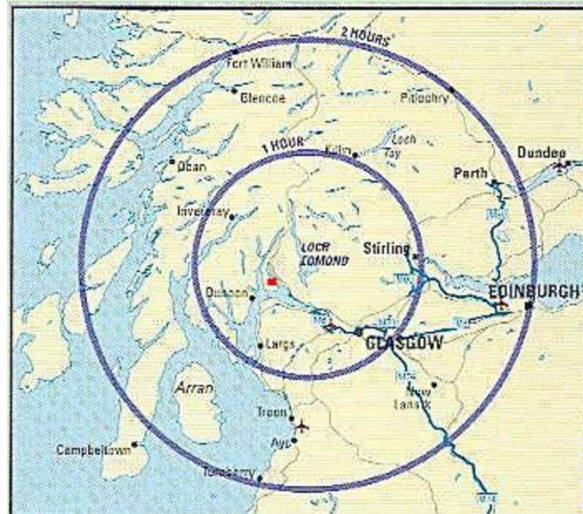 2 HOURS
Fort William
Glencoe
Pitlochry
1 HOUR
Killin
Loch
Tay
Dundee
Oban
Perth
Inveraray
LOCH
LOMOND
Stirling
Dunoon
EDINBURGH
GLASGOW
Largs
Arran
New
Lanark
Troon
Ayr
Campbeltown
Turnberry